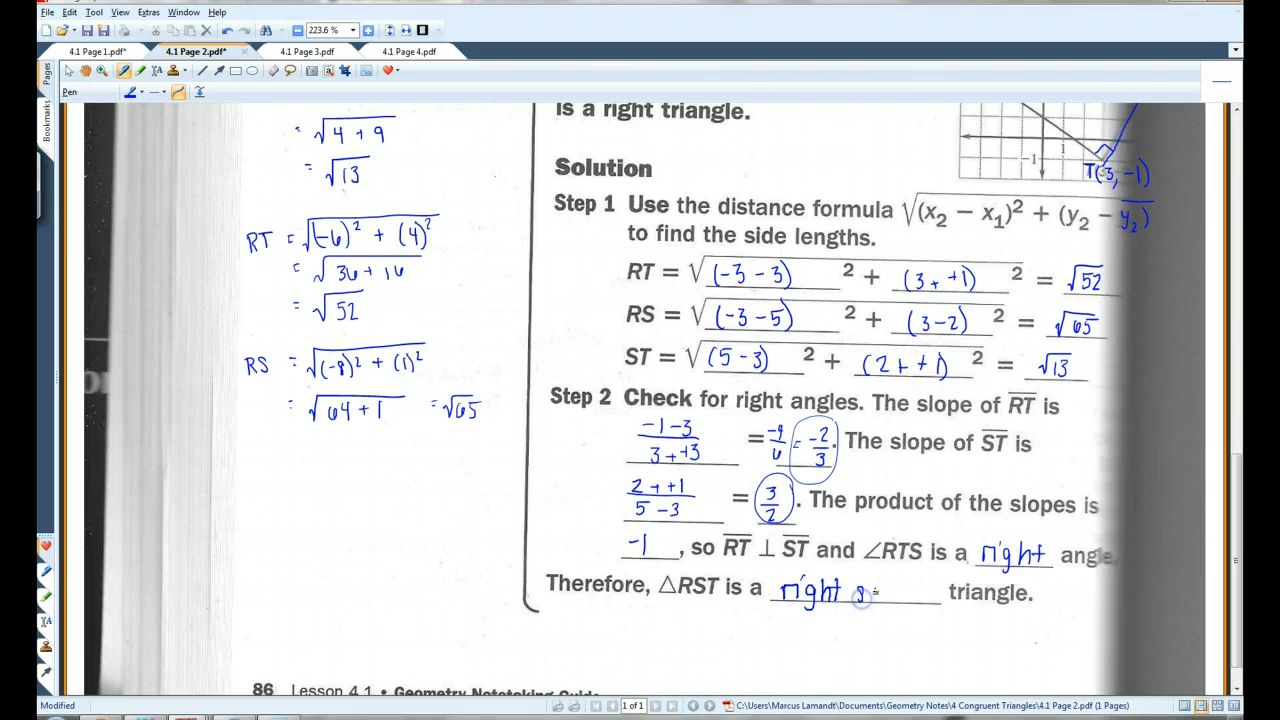 File Edit Tool View Extras Window Help
223.6 %
4.1 Page 1.pdf* 4.1 Page 2.pdf* 4.1 Page 3.pdf 4.1 Page 4.pdf
Pen
Pages
Bookmarks
= √4 + 9
= √13
RT = √(-6)² + (4)²
= √36 + 16
= √52
RS = √(-8)² + (1)²
= √64 + 1 = √65
is a right triangle.
1
-1
T(3, -1)
Solution
Step 1 Use the distance formula √(x₂ − x₁)² + (y₂ − y₂)
to find the side lengths.
RT = √(-3 - 3) ² + (3 + +1) ² = √52
RS = √(-3 - 5) ² + (3 - 2) ² = √65
ST = √(5 - 3) ² + (2 + +1) ² = √13
Step 2 Check for right angles. The slope of RT is
-1 - 3 / 3 + +3 = -4/6 = -2/3. The slope of ST is
2 + +1 / 5 - 3 = 3/2. The product of the slopes is
-1, so RT ⊥ ST and ∠RTS is a right angle.
Therefore, △RST is a right s triangle.
86 Lesson 4.1 • Geometry Notetaking Guide
Modified 1 of 1 C:\Users\Marcus Lamandt\Documents\Geometry Notes\4 Congruent Triangles\4.1 Page 2.pdf (1 Pages)